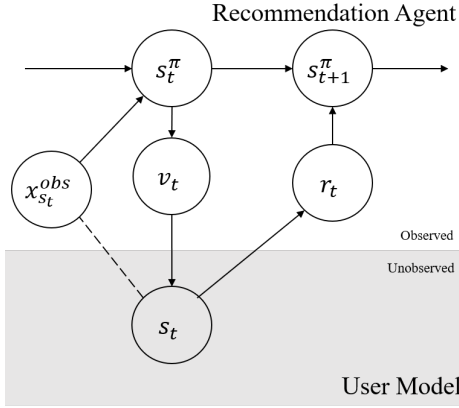 Recommendation Agent
s_t^π
s_{t+1}^π
x_{s_t}^{obs}
v_t
r_t
Observed
Unobserved
s_t
User Model